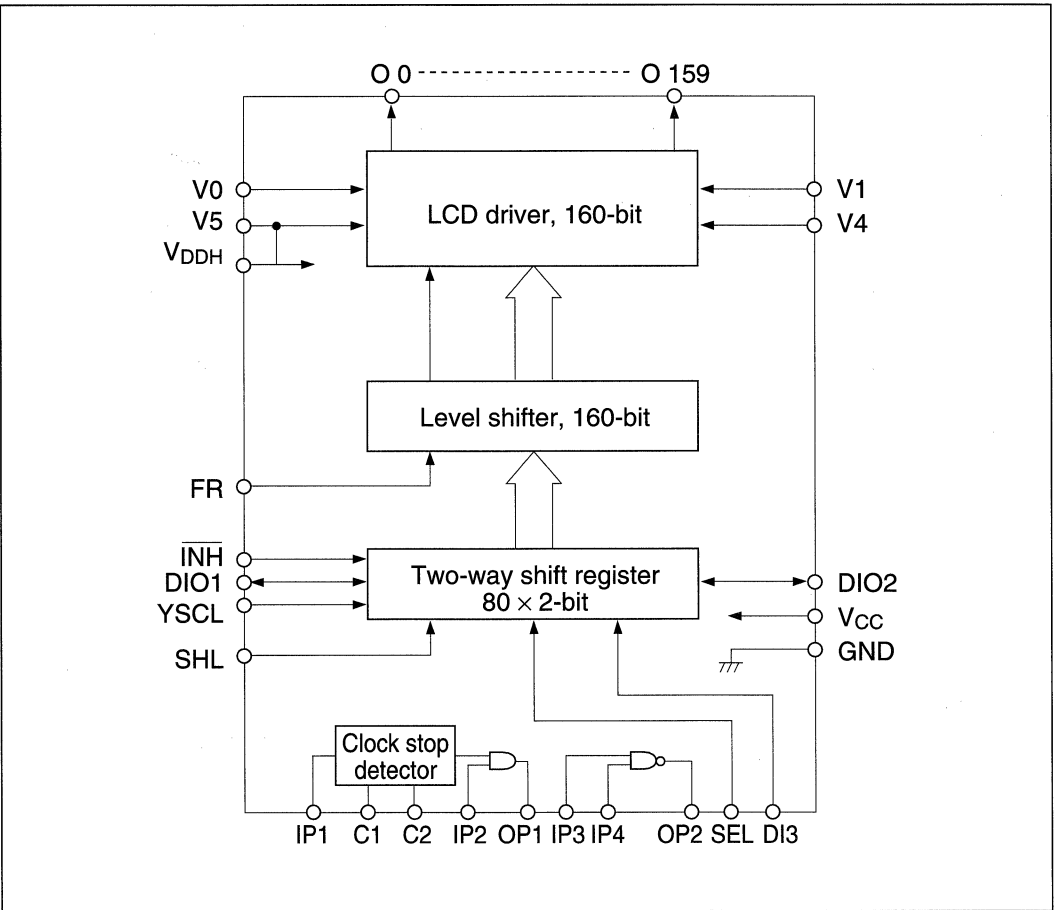 O 0 O 159
V0
V5
VDDH
V1
V4
LCD driver, 160-bit
Level shifter, 160-bit
FR
INH
DIO1
YSCL
SHL
Two-way shift register
80 × 2-bit
DIO2
VCC
GND
Clock stop
detector
IP1 C1 C2 IP2 OP1 IP3 IP4 OP2 SEL DI3